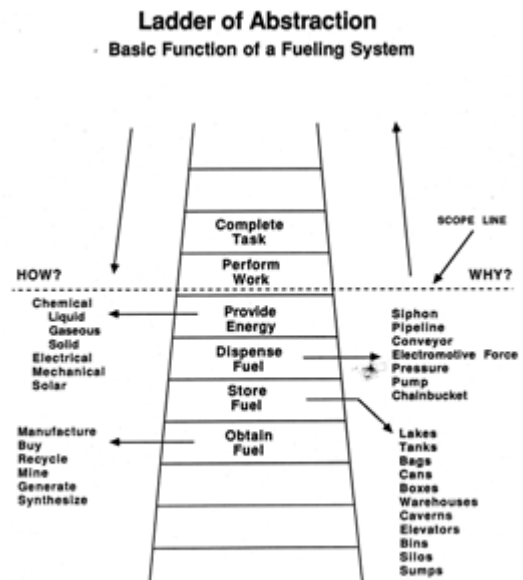 Ladder of Abstraction
Basic Function of a Fueling System
SCOPE LINE
HOW?
WHY?
Complete
Task
Perform
Work
Provide
Energy
Dispense
Fuel
Store
Fuel
Obtain
Fuel
Chemical
Liquid
Gaseous
Solid
Electrical
Mechanical
Solar
Manufacture
Buy
Recycle
Mine
Generate
Synthesize
Siphon
Pipeline
Conveyor
Electromotive Force
Pressure
Pump
Chainbucket
Lakes
Tanks
Bags
Cans
Boxes
Warehouses
Caverns
Elevators
Bins
Silos
Sumps